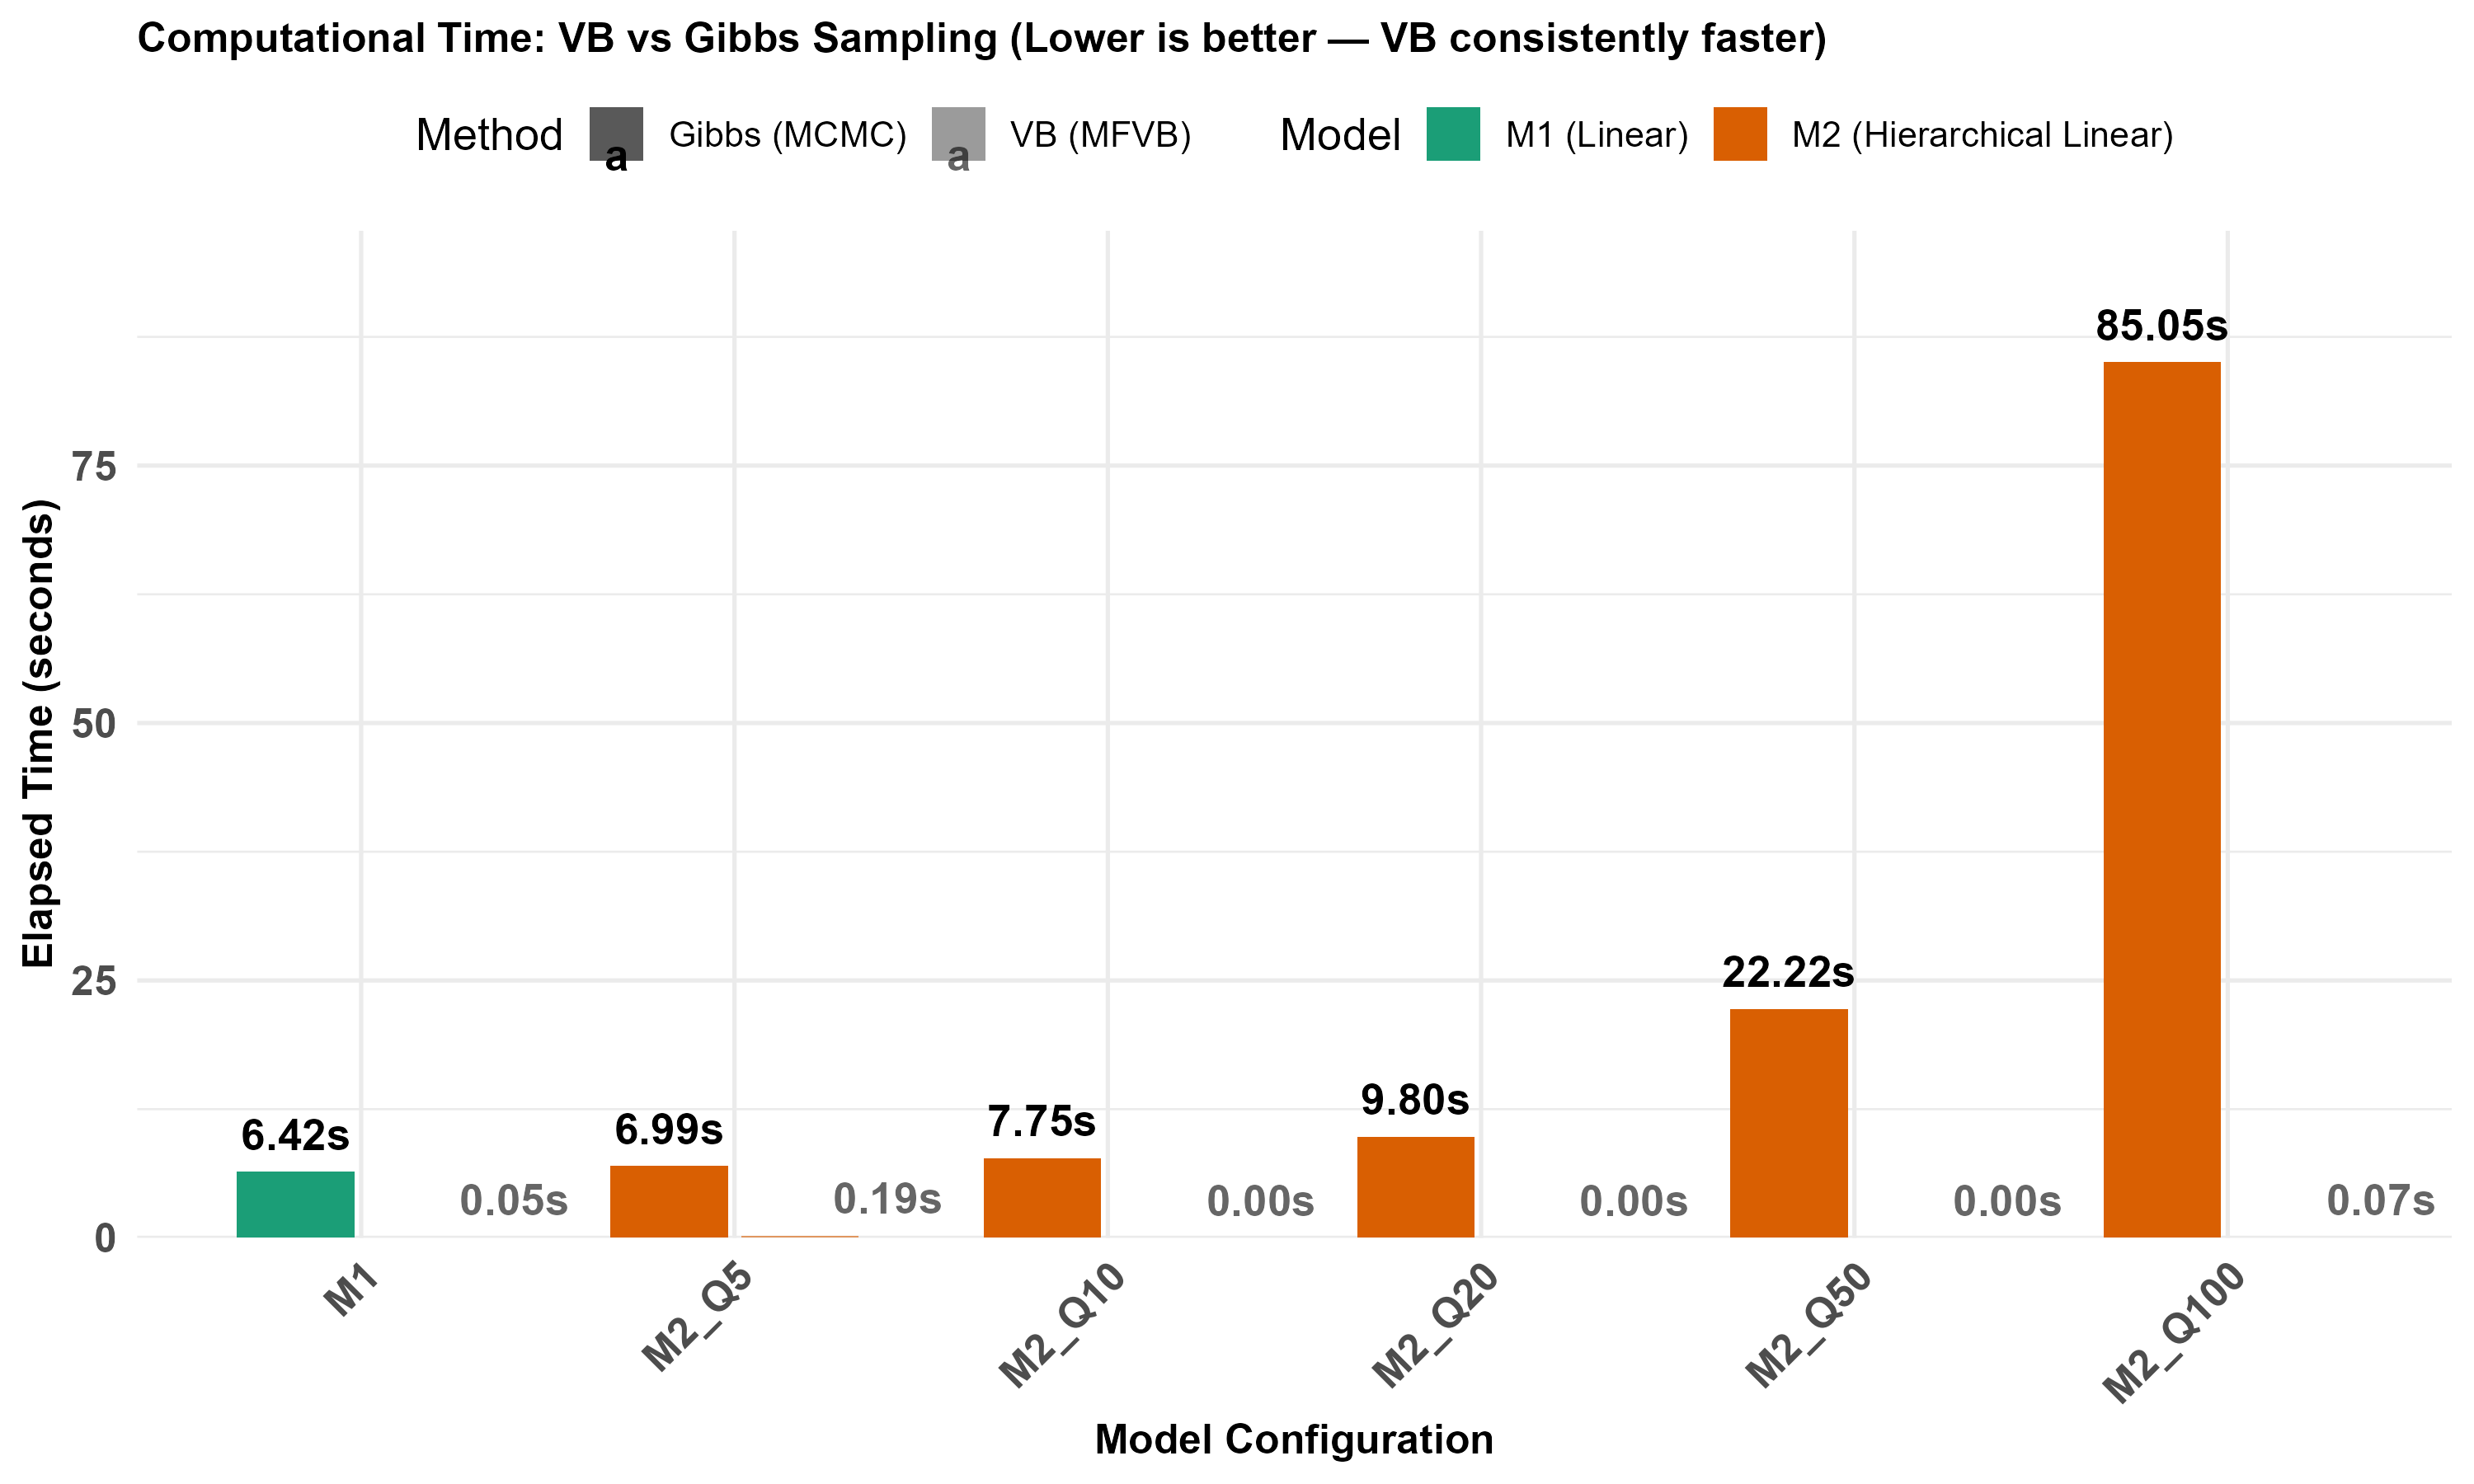 Computational Time: VB vs Gibbs Sampling (Lower is better — VB consistently faster)
Method a Gibbs (MCMC) a VB (MFVB) Model M1 (Linear) M2 (Hierarchical Linear)
Elapsed Time (seconds)
75
50
25
0
6.42s
0.05s
6.99s
0.19s
7.75s
0.00s
9.80s
0.00s
22.22s
0.00s
85.05s
0.07s
M1
M2_Q5
M2_Q10
M2_Q20
M2_Q50
M2_Q100
Model Configuration